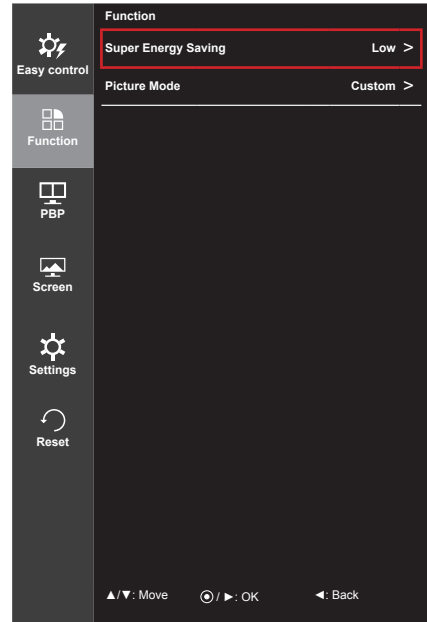 Function
Easy control
Super Energy Saving Low >
Picture Mode Custom >
Function
PBP
Screen
Settings
Reset
▲/▼: Move ⦿ / ►: OK ◄: Back